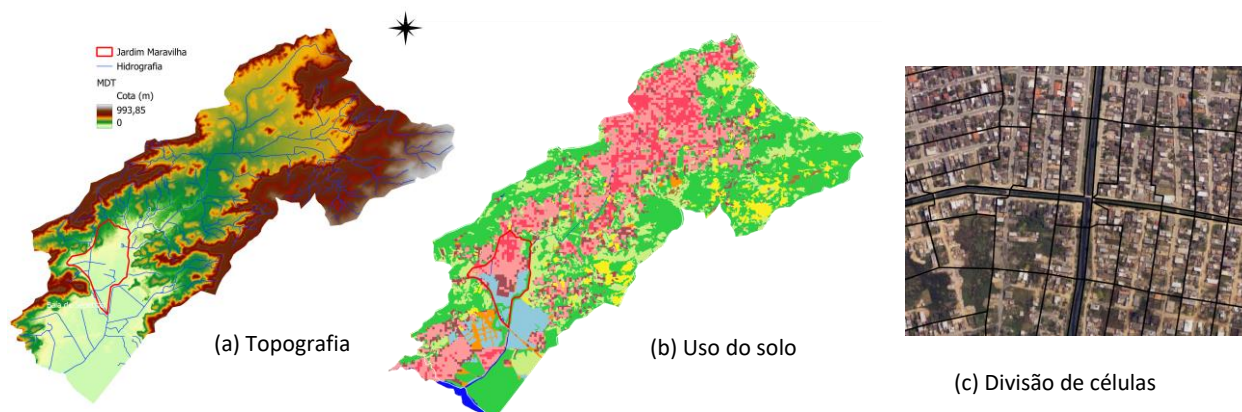 Jardim Maravilha
Hidrografia
MDT
Cota (m)
993,85
0
(a) Topografia
(b) Uso do solo
(c) Divisão de células